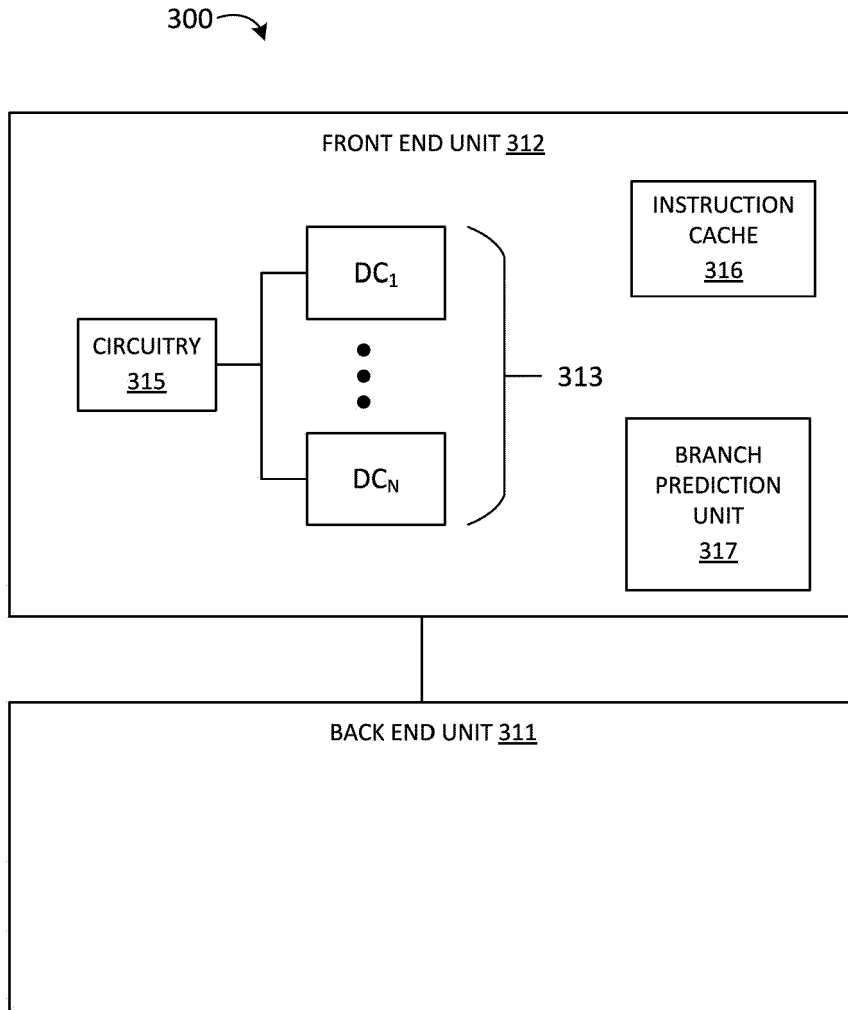 300
FRONT END UNIT 312
INSTRUCTION
CACHE
316
DC₁
CIRCUITRY
315
313
DC_N
BRANCH
PREDICTION
UNIT
317
BACK END UNIT 311